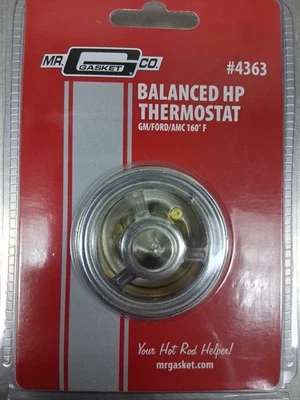 MR. GASKET CO.
#4363
BALANCED HP
THERMOSTAT
GM/FORD/AMC 160° F
Your Hot Rod Helper!
mrgasket.com